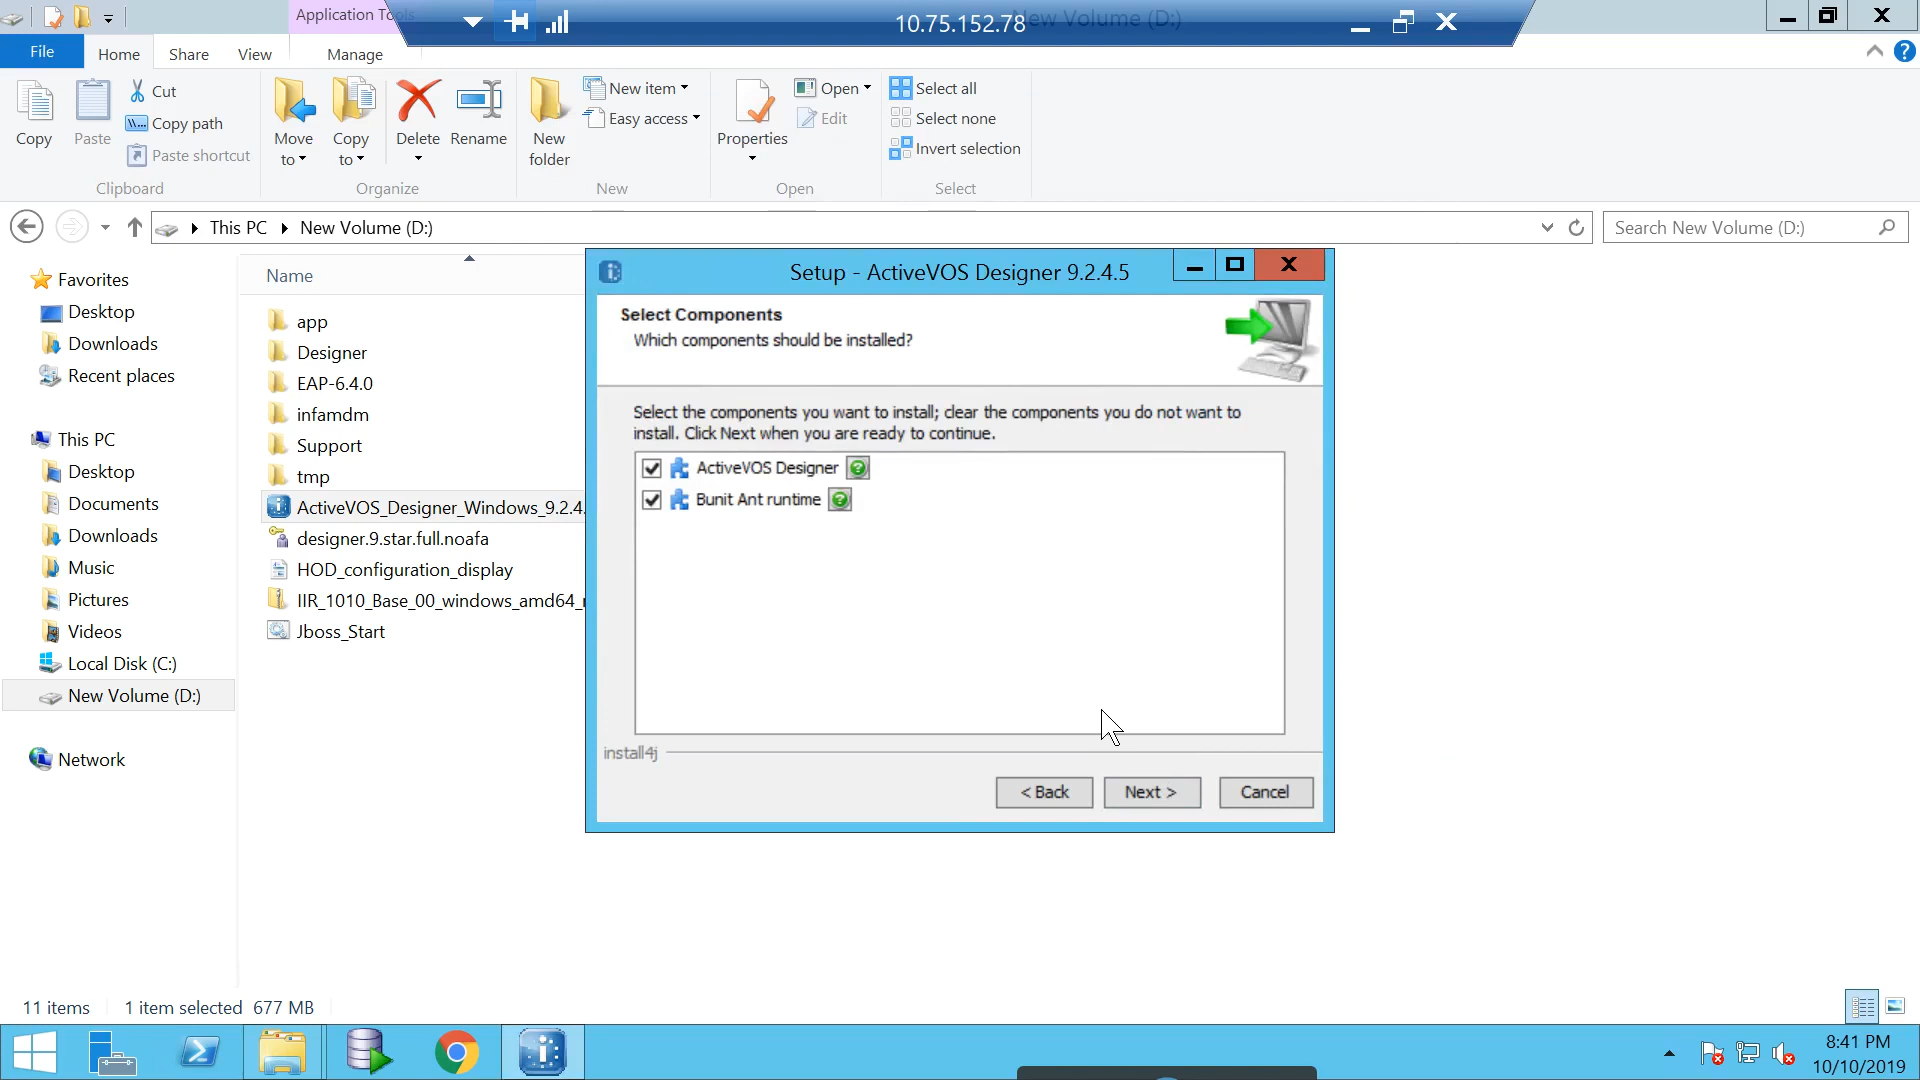 Application Tools
10.75.152.78
New Volume (D:)
File
Home
Share
View
Manage
Copy
Paste
Cut
Copy path
Paste shortcut
Move to
Copy to
Delete
Rename
New folder
New item
Easy access
Properties
Open
Edit
Select all
Select none
Invert selection
Clipboard
Organize
New
Open
Select
This PC
New Volume (D:)
Search New Volume (D:)
Favorites
Desktop
Downloads
Recent places
This PC
Desktop
Documents
Downloads
Music
Pictures
Videos
Local Disk (C:)
New Volume (D:)
Network
Name
app
Designer
EAP-6.4.0
infamdm
Support
tmp
ActiveVOS_Designer_Windows_9.2.4.
designer.9.star.full.noafa
HOD_configuration_display
IIR_1010_Base_00_windows_amd64_
Jboss_Start
Setup - ActiveVOS Designer 9.2.4.5
Select Components
Which components should be installed?
Select the components you want to install; clear the components you do not want to
install. Click Next when you are ready to continue.
ActiveVOS Designer
Bunit Ant runtime
install4j
< Back
Next >
Cancel
11 items
1 item selected 677 MB
8:41 PM
10/10/2019